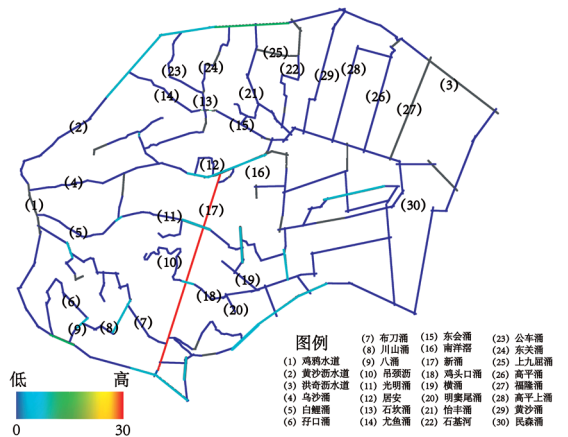 (25)
(23)
(24)
(22)
(29)
(28)
(3)
(14)
(13)
(21)
(26)
(27)
(2)
(15)
(12)
(16)
(4)
(1)
(17)
(30)
(5)
(11)
(10)
(19)
(6)
(18)
(20)
(9)
(8)
(7)
图例
(1) 鸡鸦水道
(2) 黄沙沥水道
(3) 洪奇沥水道
(4) 乌沙涌
(5) 白鲤涌
(6) 孖口涌
(7) 布刀涌
(8) 川山涌
(9) 八涌
(10) 吊颈沥
(11) 光明涌
(12) 居安
(13) 石坎涌
(14) 尤鱼涌
(15) 东会涌
(16) 南洋滘
(17) 新涌
(18) 鸡头口涌
(19) 横涌
(20) 明窦尾涌
(21) 怡丰涌
(22) 石基河
(23) 公车涌
(24) 东关涌
(25) 上九屈涌
(26) 高平涌
(27) 福隆涌
(28) 高平上涌
(29) 黄沙涌
(30) 民森涌
低 高
0 30